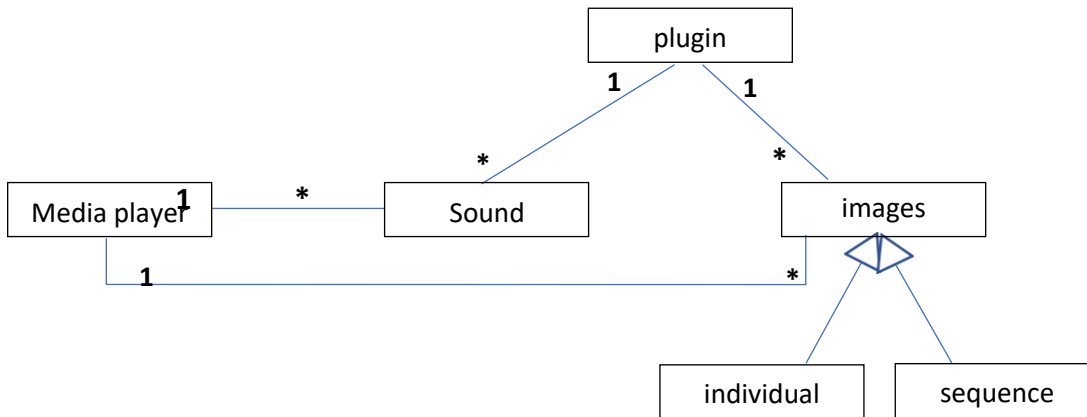 plugin
1 1
* *
Media player 1 * Sound images
1 *
individual sequence